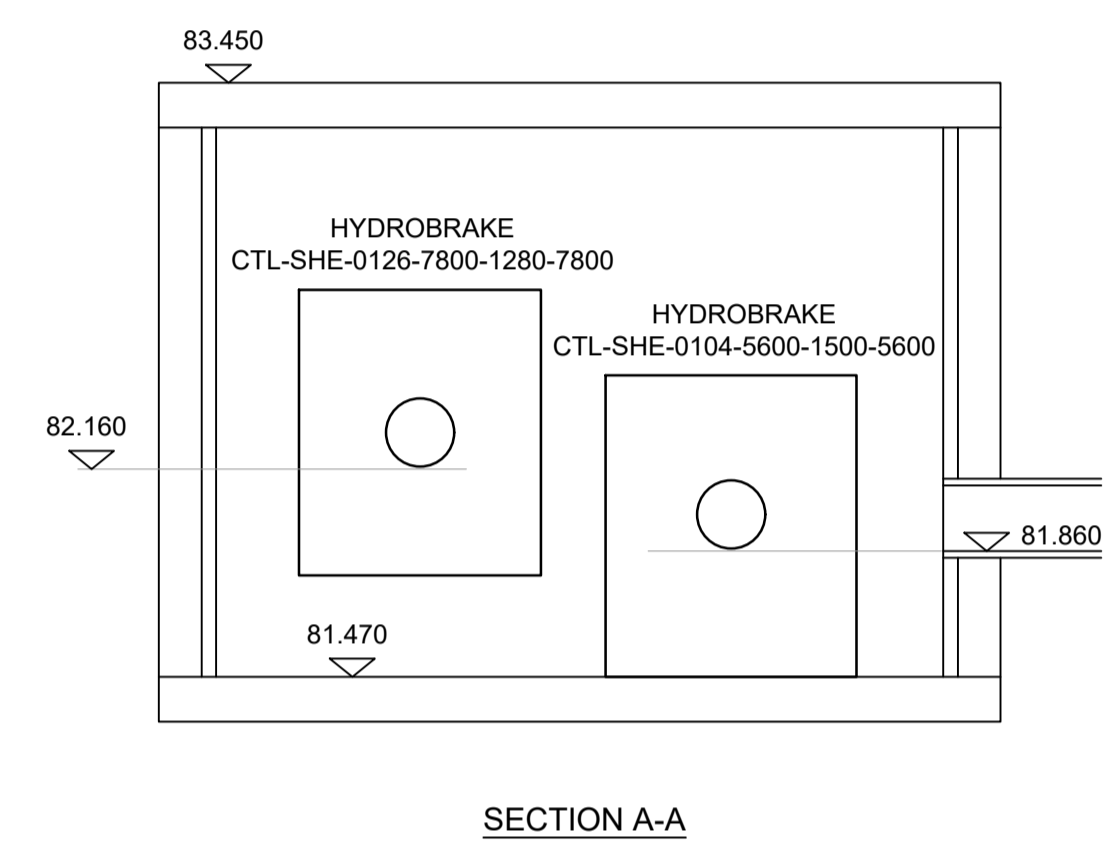 83.450
HYDROBRAKE
CTL-SHE-0126-7800-1280-7800
HYDROBRAKE
CTL-SHE-0104-5600-1500-5600
82.160
81.860
81.470
SECTION A-A